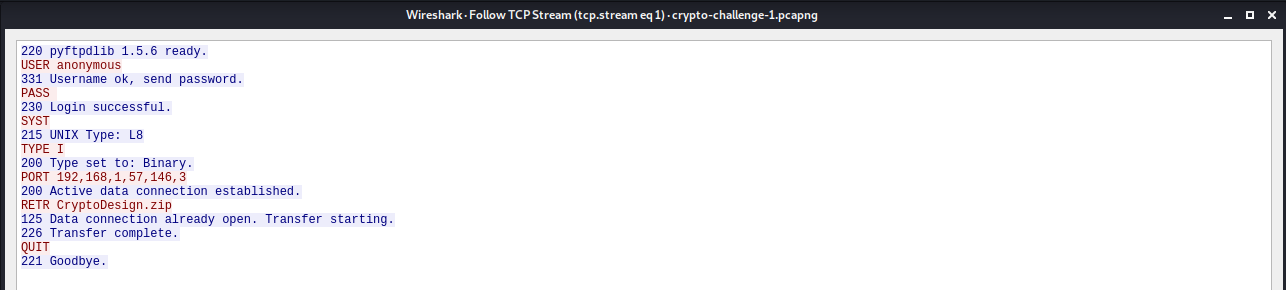 Wireshark · Follow TCP Stream (tcp.stream eq 1) · crypto-challenge-1.pcapng
220 pyftpdlib 1.5.6 ready.
USER anonymous
331 Username ok, send password.
PASS
230 Login successful.
SYST
215 UNIX Type: L8
TYPE I
200 Type set to: Binary.
PORT 192,168,1,57,146,3
200 Active data connection established.
RETR CryptoDesign.zip
125 Data connection already open. Transfer starting.
226 Transfer complete.
QUIT
221 Goodbye.